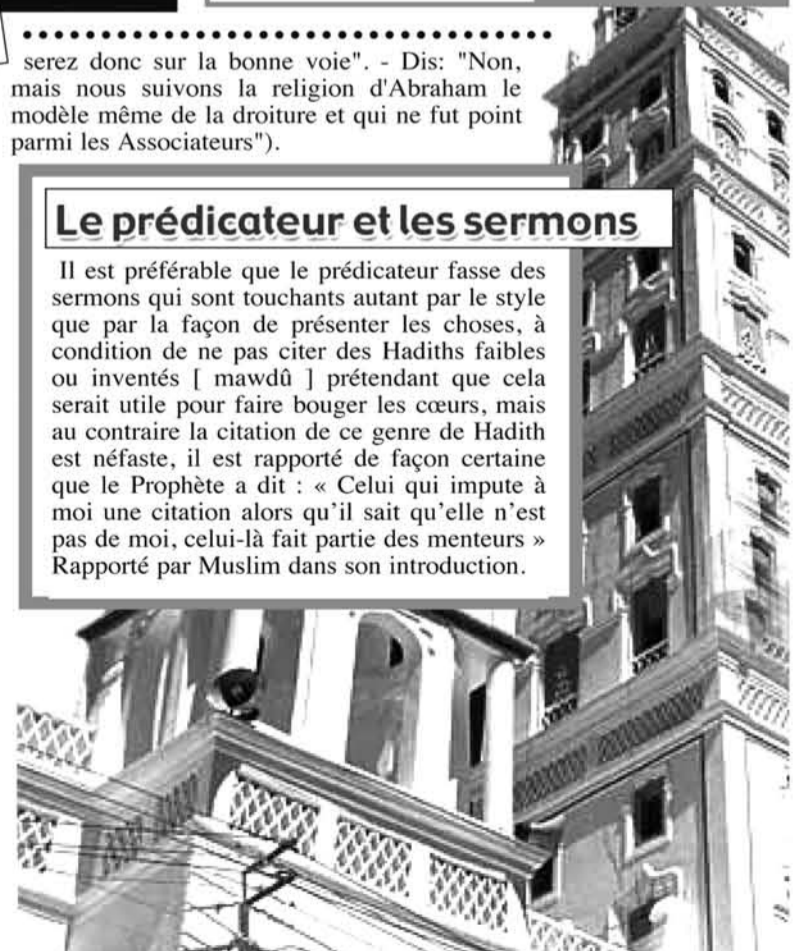 serez donc sur la bonne voie". - Dis: "Non,
mais nous suivons la religion d'Abraham le
modèle même de la droiture et qui ne fut point
parmi les Associateurs").
Le prédicateur et les sermons
Il est préférable que le prédicateur fasse des
sermons qui sont touchants autant par le style
que par la façon de présenter les choses, à
condition de ne pas citer des Hadiths faibles
ou inventés [ mawdû ] prétendant que cela
serait utile pour faire bouger les cœurs, mais
au contraire la citation de ce genre de Hadith
est néfaste, il est rapporté de façon certaine
que le Prophète a dit : « Celui qui impute à
moi une citation alors qu’il sait qu’elle n’est
pas de moi, celui-là fait partie des menteurs »
Rapporté par Muslim dans son introduction.